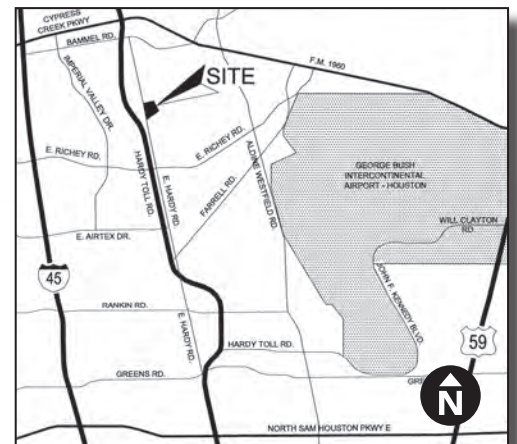 CYPRESS
CREEK PKWY
BAMMEL RD.
F.M. 1960
IMPERIAL VALLEY DR.
SITE
E. RICHEY RD.
E. RICHEY RD.
HARDY TOLL RD.
E. HARDY RD.
FARRELL RD.
ALDINE WESTFIELD RD.
GEORGE BUSH
INTERCONTINENTAL
AIRPORT - HOUSTON
WILL CLAYTON
RD.
E. AIRTEX DR.
45
JOHN F. KENNEDY BLVD.
RANKIN RD.
E. HARDY RD.
HARDY TOLL RD.
59
GREENS RD.
GRE
N
NORTH SAM HOUSTON PKWY E